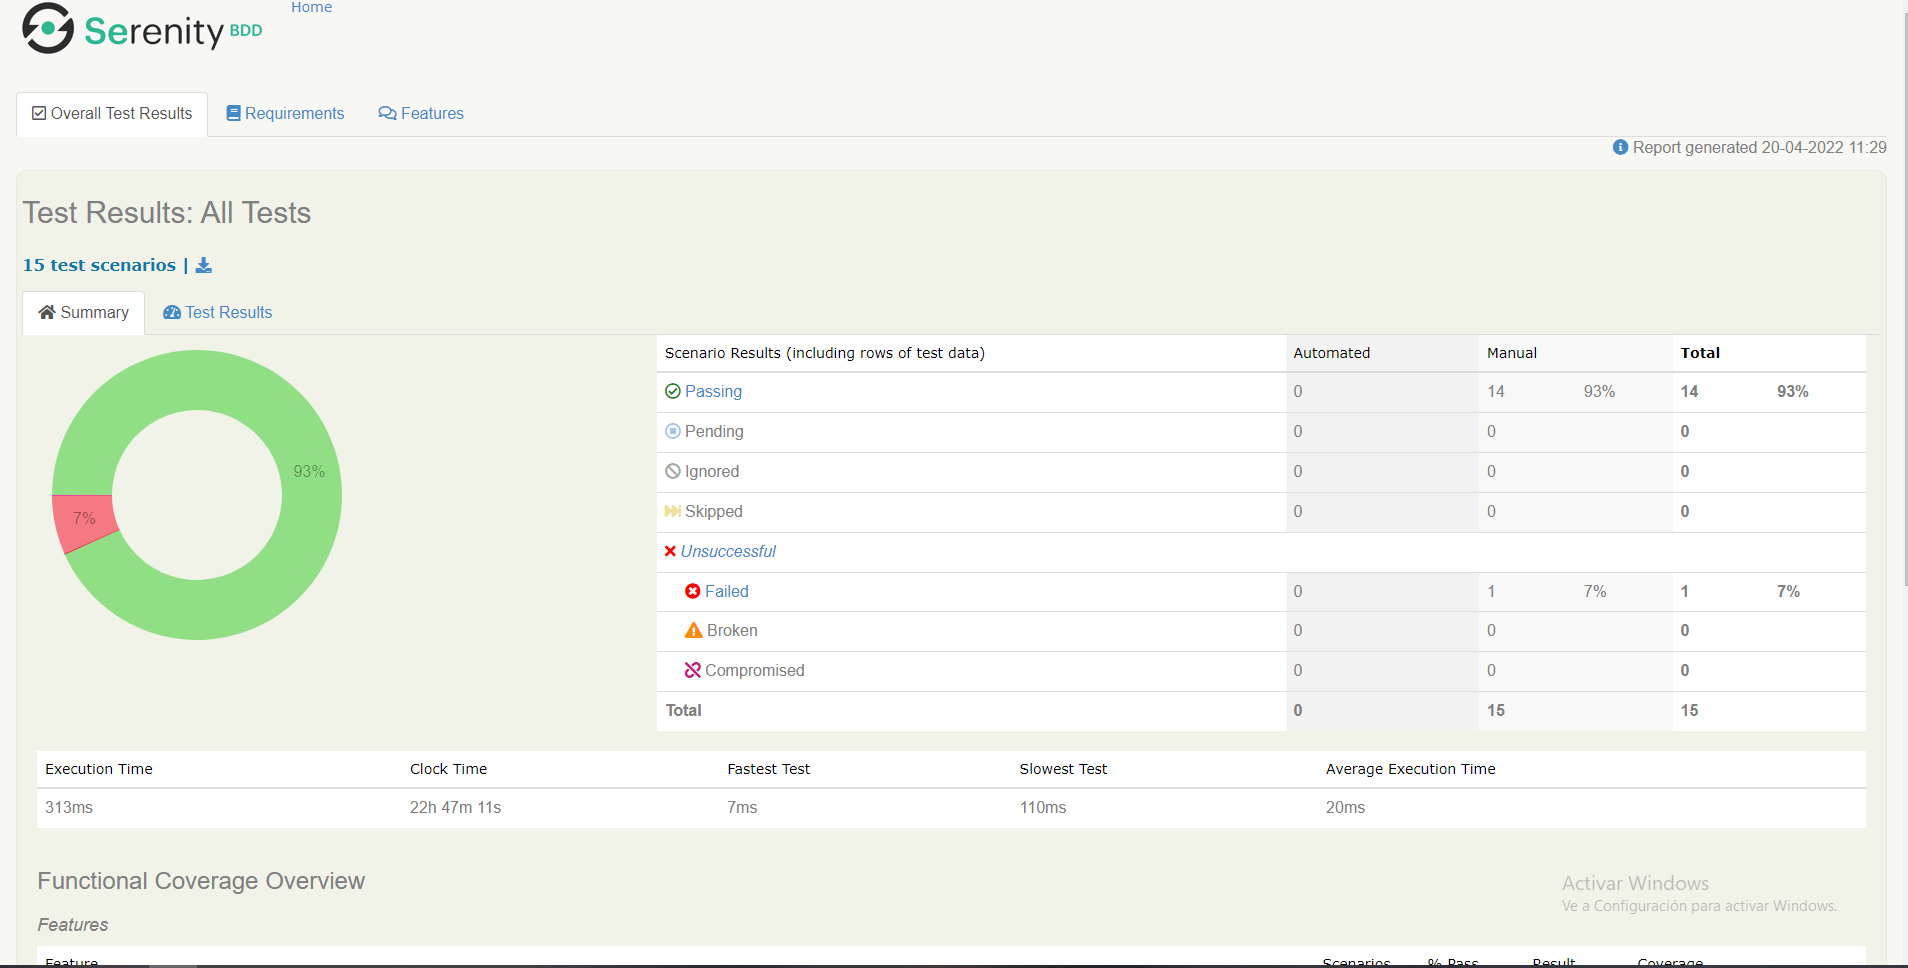 Home
Serenity BDD
Overall Test Results Requirements Features
Report generated 20-04-2022 11:29
Test Results: All Tests
15 test scenarios |
Summary Test Results
93%
7%
Scenario Results (including rows of test data) Automated Manual Total
Passing 0 14 93% 14 93%
Pending 0 0 0
Ignored 0 0 0
Skipped 0 0 0
Unsuccessful
Failed 0 1 7% 1 7%
Broken 0 0 0
Compromised 0 0 0
Total 0 15 15
Execution Time Clock Time Fastest Test Slowest Test Average Execution Time
313ms 22h 47m 11s 7ms 110ms 20ms
Functional Coverage Overview
Activar Windows
Ve a Configuración para activar Windows.
Features
Feature Scenarios % Pass Result Coverage